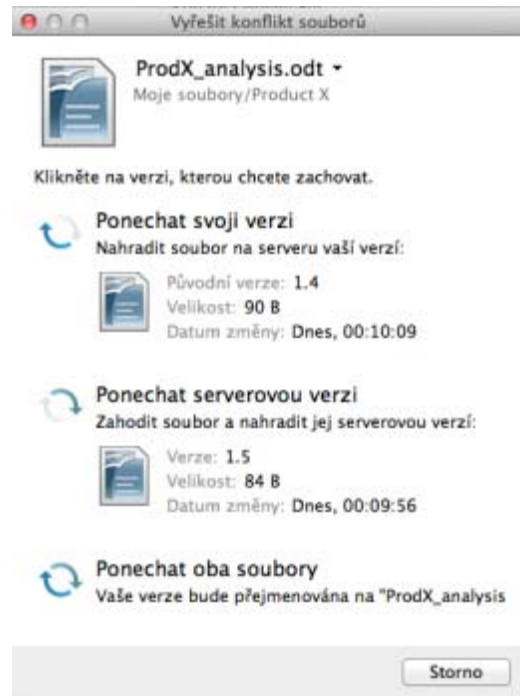 Vyřešit konflikt souborů
ProdX_analysis.odt
Moje soubory/Product X
Klikněte na verzi, kterou chcete zachovat.
Ponechat svoji verzi
Nahradit soubor na serveru vaší verzí:
Původní verze: 1.4
Velikost: 90 B
Datum změny: Dnes, 00:10:09
Ponechat serverovou verzi
Zahodit soubor a nahradit jej serverovou verzí:
Verze: 1.5
Velikost: 84 B
Datum změny: Dnes, 00:09:56
Ponechat oba soubory
Vaše verze bude přejmenována na "ProdX_analysis
Storno